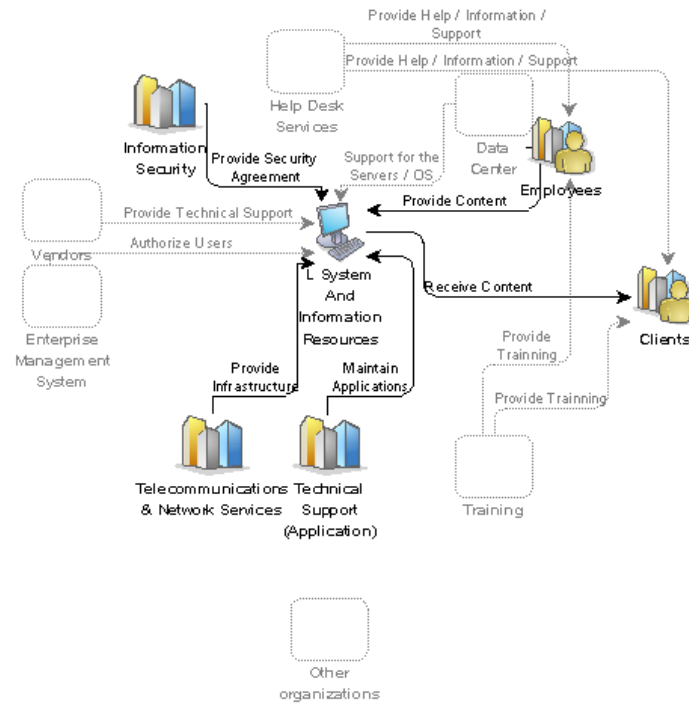 Provide Help / Information /
Support
Provide Help / Information / Support
Help Desk
Services
Information
Security
Data
Center
Provide Security
Agreement
Support for the
Servers / OS
Employees
Provide Content
Provide Technical Support
Vendors
Authorize Users
L System
And
Information
Resources
Receive Content
Enterprise
Management
System
Clients
Provide
Trainning
Provide
Infrastructure
Maintain
Applications
Provide Trainning
Telecommunications
& Network Services
Technical
Support
(Application)
Training
Other
organizations